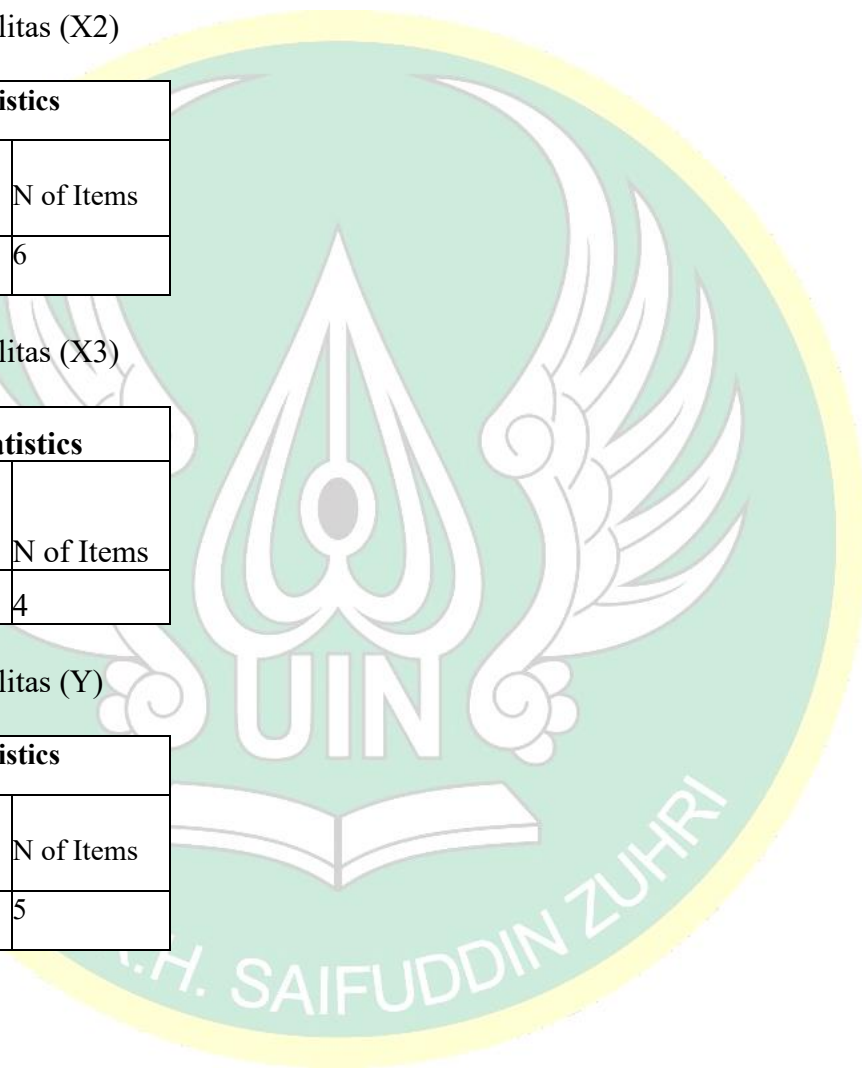 litas (X2)
istics
N of Items
6
litas (X3)
atistics
N of Items
4
litas (Y)
istics
N of Items
5
UIN
.H. SAIFUDDIN ZUHRI